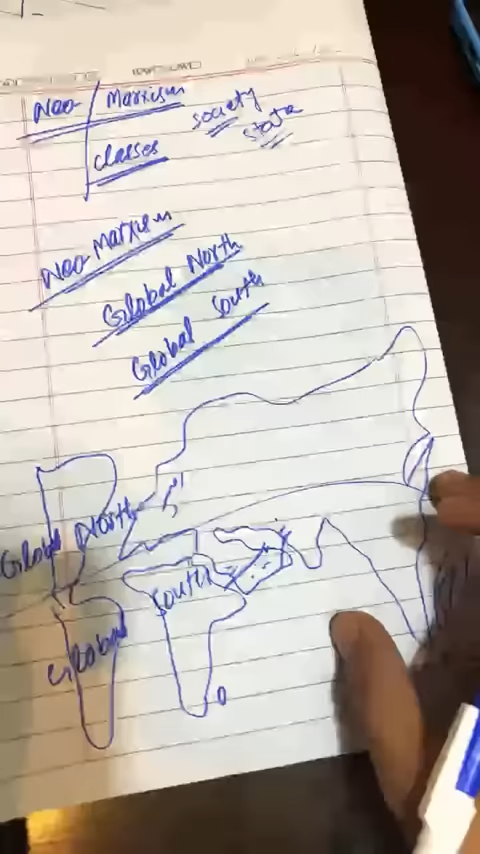 Neo- Marxism
society
classes
state
Neo Marxism
Global North
Global South
Global North
South
Global